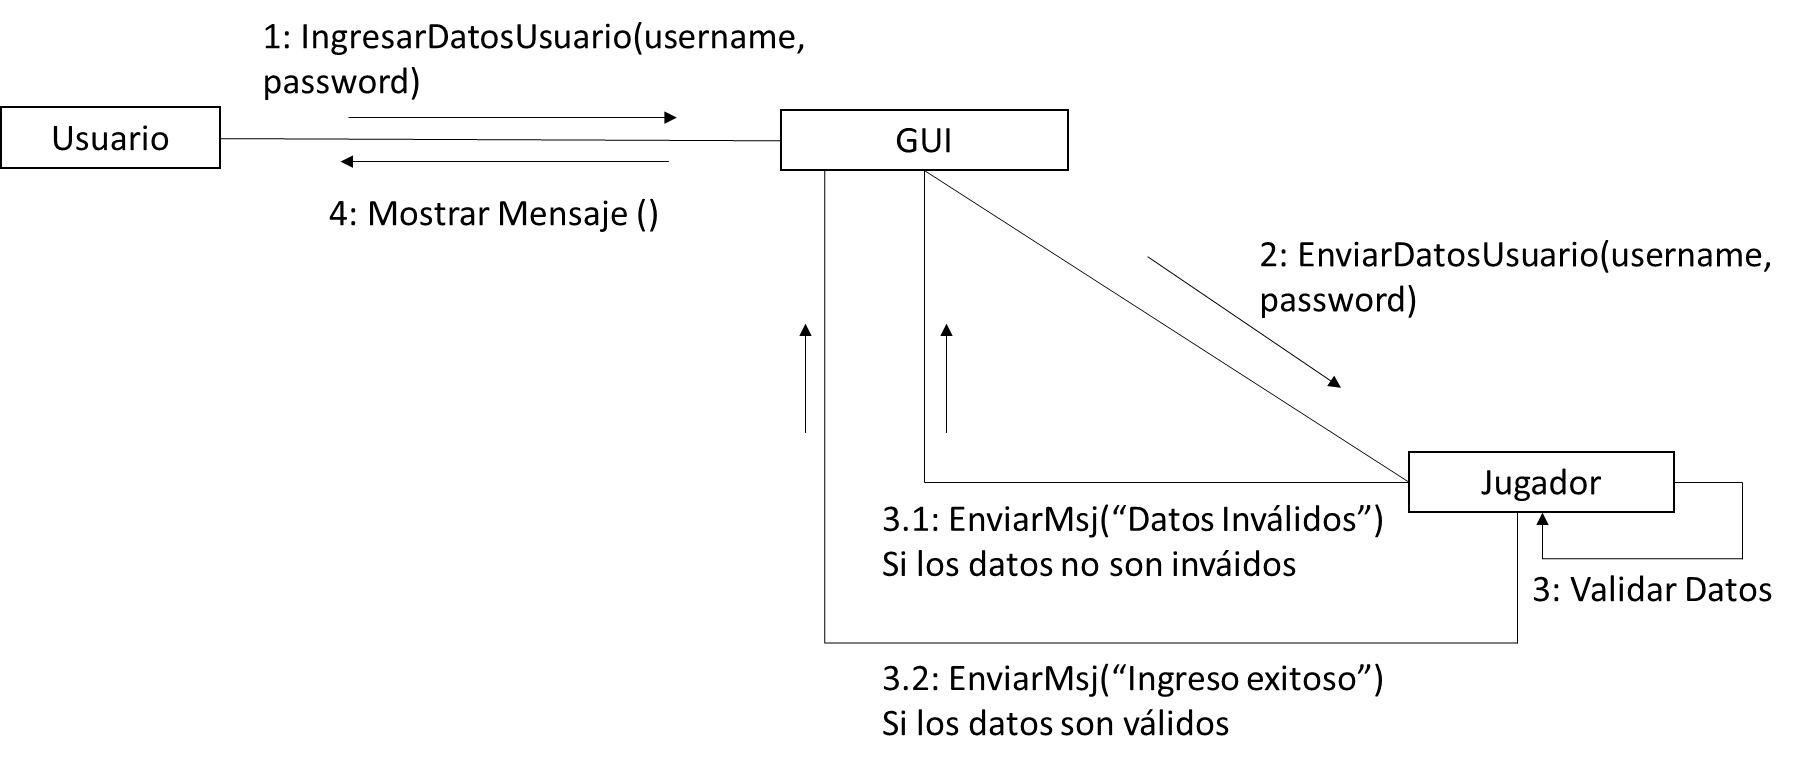 1: IngresarDatosUsuario(username,
password)
Usuario
GUI
4: Mostrar Mensaje ()
2: EnviarDatosUsuario(username,
password)
Jugador
3.1: EnviarMsj(“Datos Inválidos”)
Si los datos no son inváidos
3: Validar Datos
3.2: EnviarMsj(“Ingreso exitoso”)
Si los datos son válidos